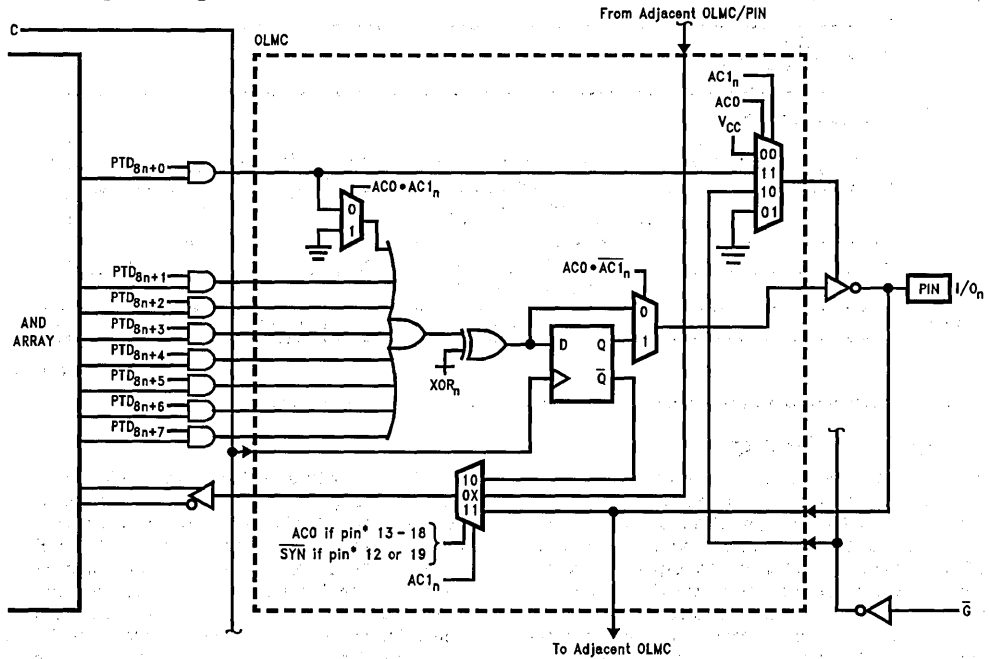 From Adjacent OLMC/PIN
C
OLMC
AC1n
AC0
VCC
00
11
10
01
PTD8n+0
AC0•AC1n
0
1
PTD8n+1
PTD8n+2
PTD8n+3
PTD8n+4
PTD8n+5
PTD8n+6
PTD8n+7
AND
ARRAY
XORn
D Q
Q̅
AC0•A̅C̅1̅n
0
1
PIN I/On
10
0X
11
AC0 if pin* 13-18
S̅Y̅N̅ if pin* 12 or 19
AC1n
G̅
To Adjacent OLMC